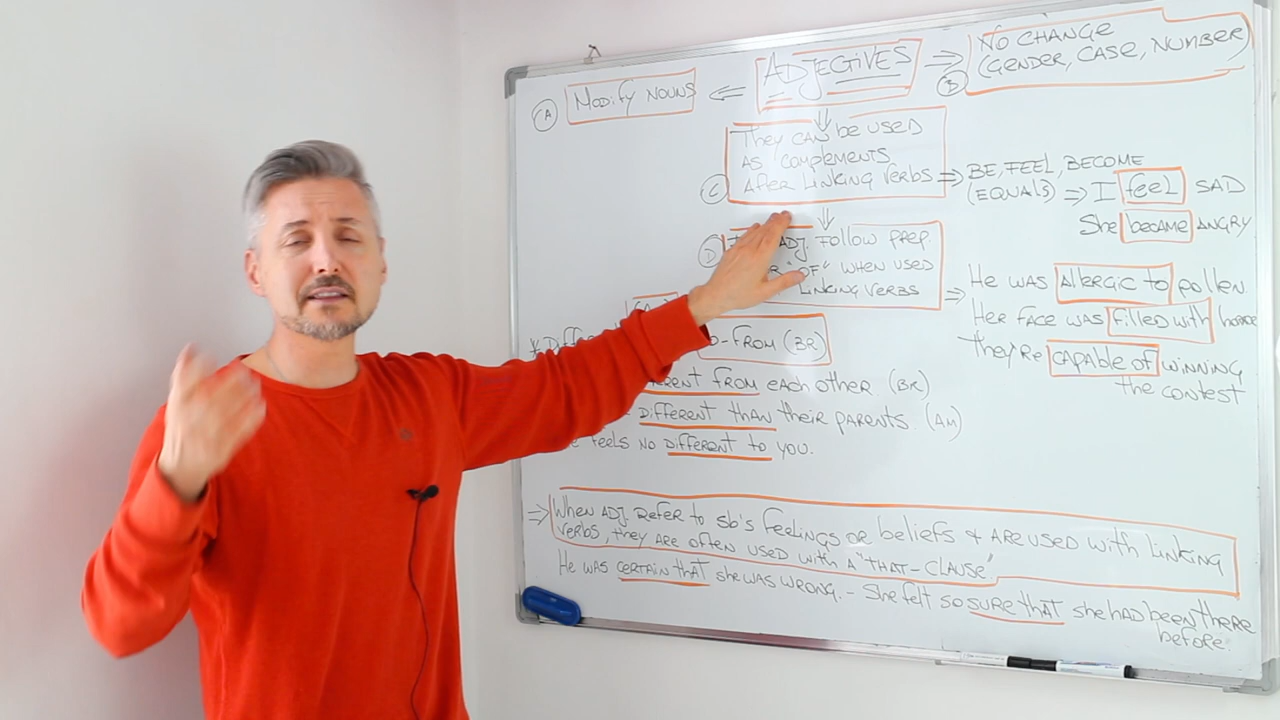 ADJECTIVES
⇒ NO CHANGE
(GENDER, CASE, NUMBER)
(B)
(A) Modify nouns ⇐
⇓
They can be used
as complements
(C) After linking verbs ⇒ BE, FEEL, BECOME
(EQUALS) ⇒ I feel SAD
She became ANGRY
⇓
(D) ADJ. Follow prep.
"OF" when used
linking verbs ⇒
He was Allergic to pollen
Her face was filled with
They're capable of winning
the contest
-From (BR)
from each other (BR)
different than their parents. (AM)
feels no different to you.
⇒ When ADJ. Refer to sb's feelings or beliefs & are used with linking
verbs, they are often used with a "THAT-CLAUSE"
He was certain that she was wrong. - She felt so sure that she had been there
before.